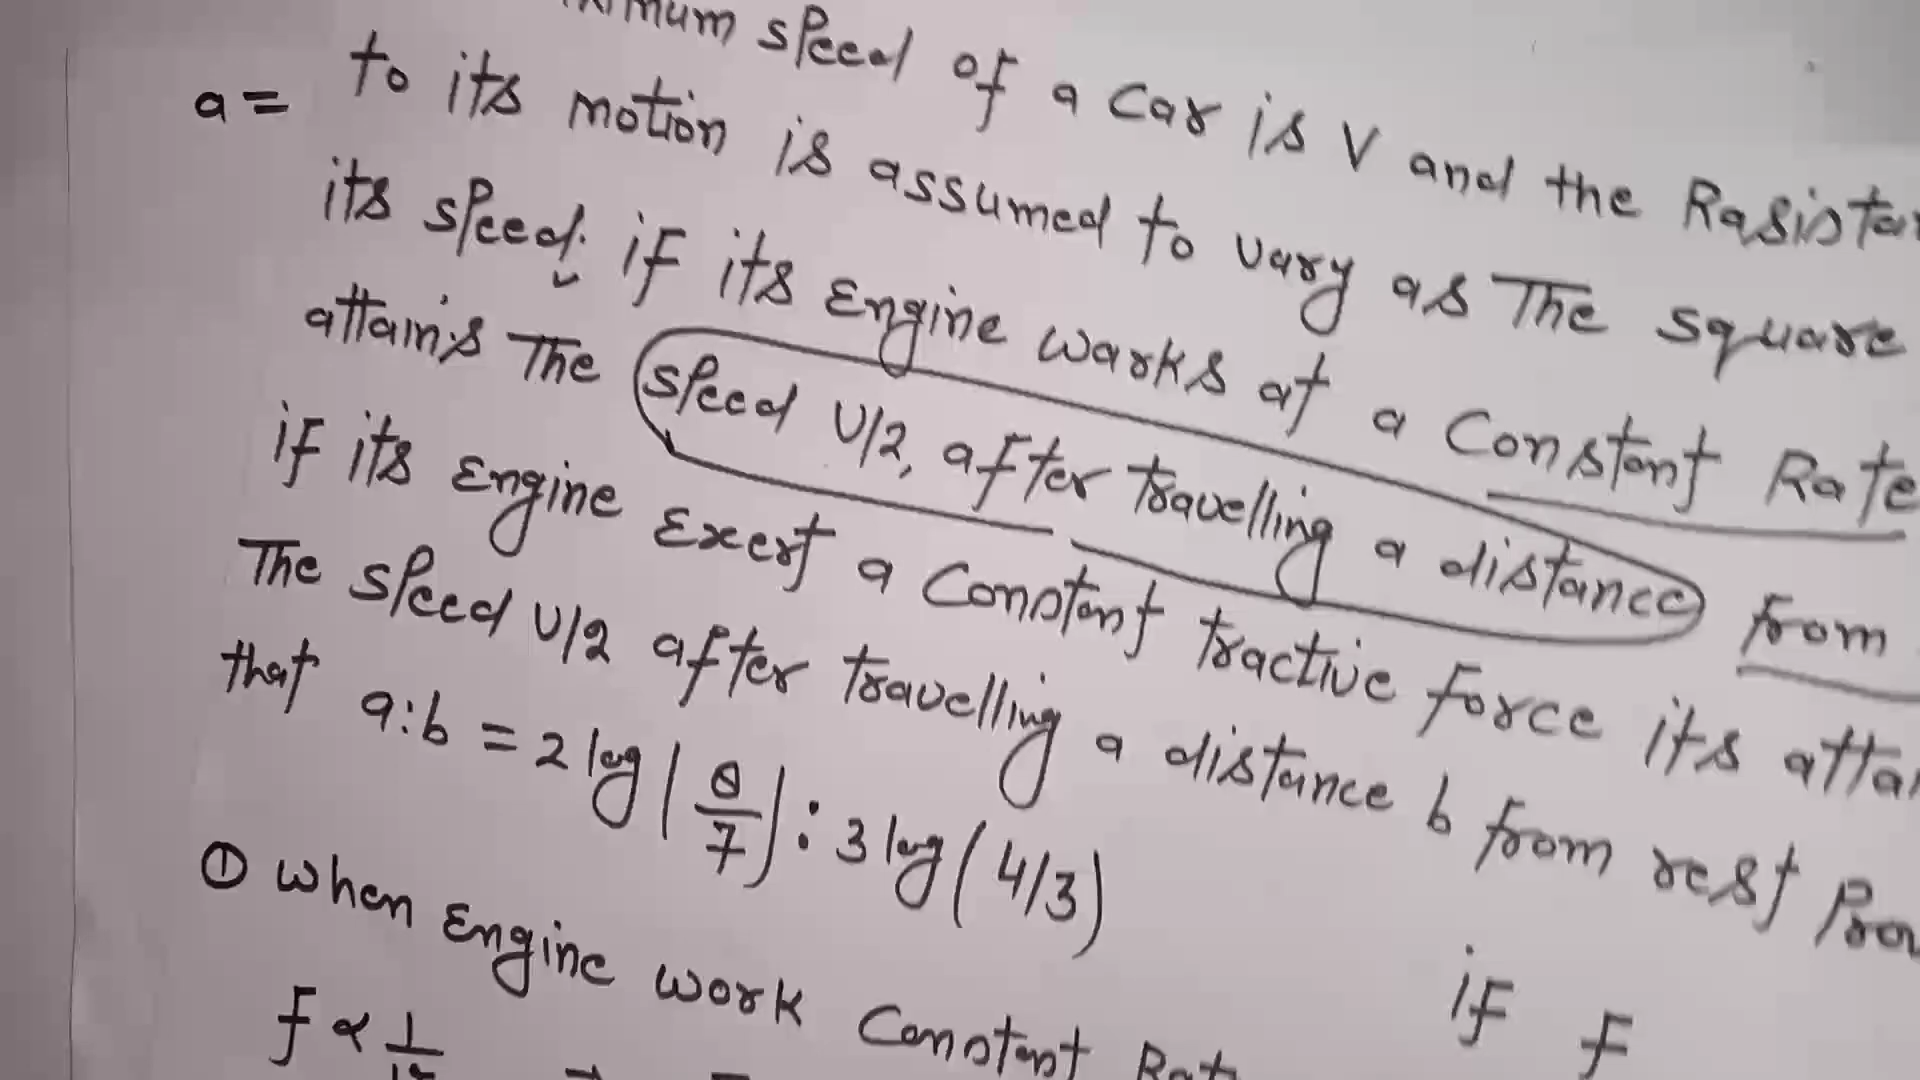 speed of a car is V and the
a = to its motion is assumed to vary as The square
its speed. if its Engine warks at a Constant Rate
attains The speed U/2, after travelling a distance from
if its Engine Exert a Constant tractive force its
The speed U/2 after travelling a distance b from rest
that a:b = 2 log (8/7) : 3 log (4/3)
① when Engine work Constant
if F
f ∝ 1